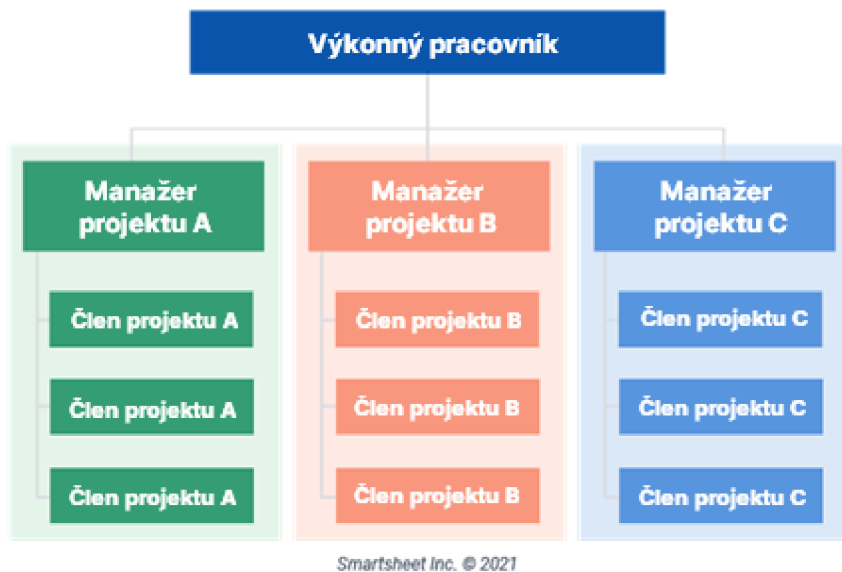 Výkonný pracovník
Manažer
projektu A
Manažer
projektu B
Manažer
projektu C
Člen projektu A
Člen projektu B
Člen projektu C
Člen projektu A
Člen projektu B
Člen projektu C
Člen projektu A
Člen projektu B
Člen projektu C
Smartsheet Inc. © 2021